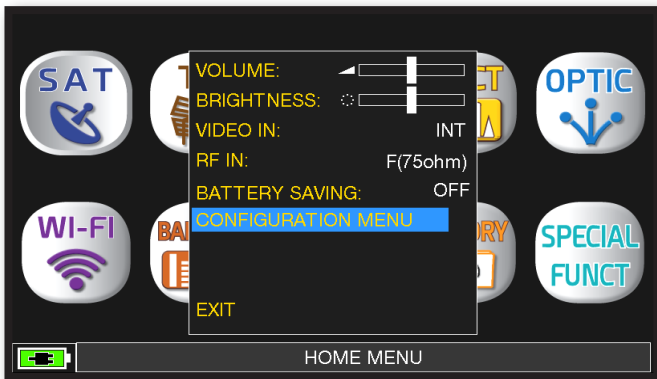 SAT
OPTIC
VOLUME:
BRIGHTNESS:
VIDEO IN: INT
RF IN: F(75ohm)
BATTERY SAVING: OFF
CONFIGURATION MENU
EXIT
WI-FI
SPECIAL
FUNCT
HOME MENU